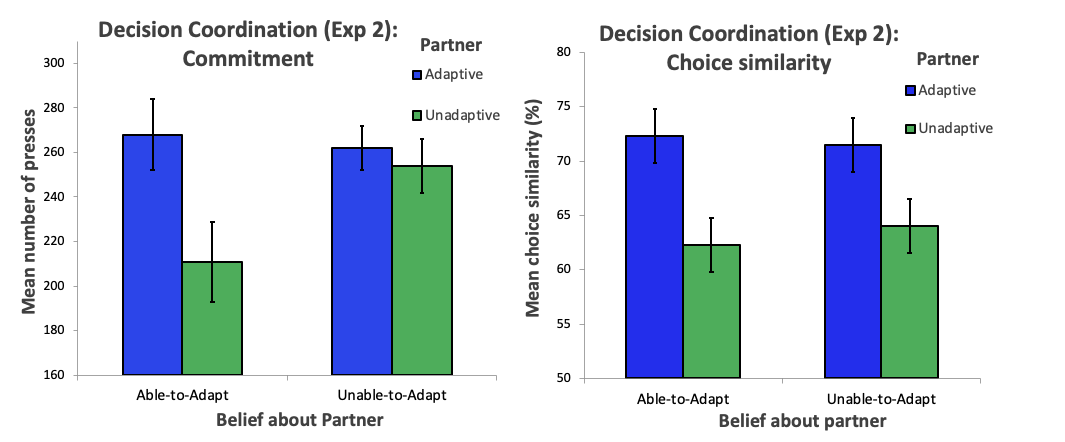 Decision Coordination (Exp 2):
Commitment
Partner
Adaptive
Unadaptive
Mean number of presses
300
280
260
240
220
200
180
160
Able-to-Adapt
Unable-to-Adapt
Belief about Partner
Decision Coordination (Exp 2):
Choice similarity
Partner
Adaptive
Unadaptive
Mean choice similarity (%)
80
75
70
65
60
55
50
Able-to-Adapt
Unable-to-Adapt
Belief about partner